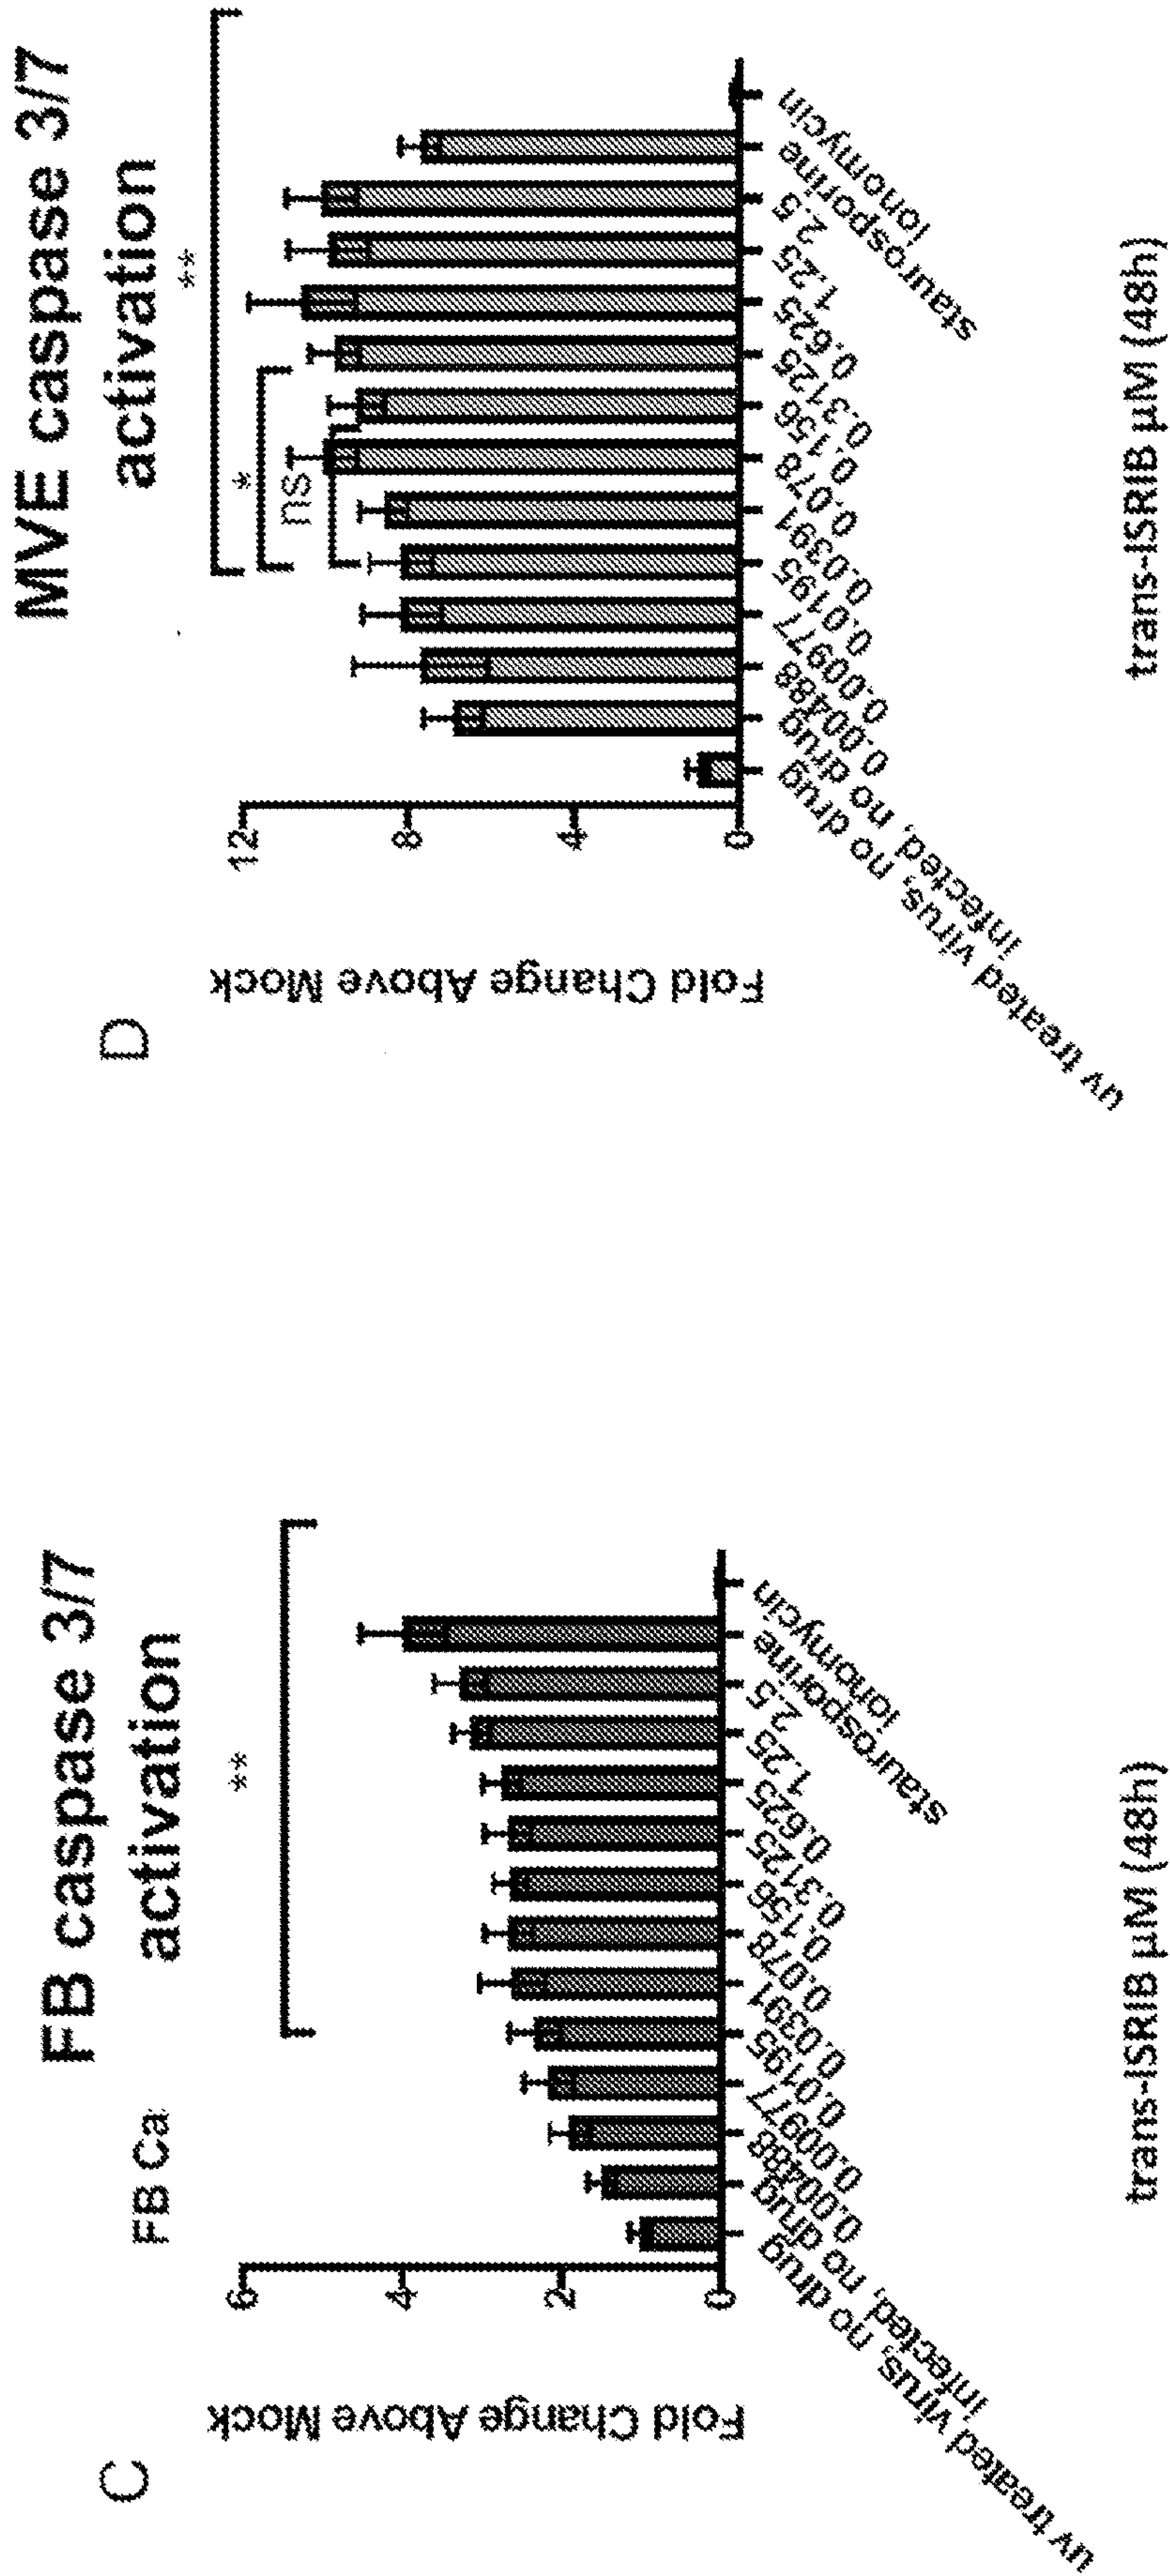 C
FB caspase 3/7
activation
FB Ca
**
Fold Change Above Mock
6
4
2
0
uv treated virus, no drug
infected, no drug
0.00488
0.00977
0.0195
0.0391
0.078
0.156
0.3125
0.625
1.25
2.5
staurosporine
ionomycin
trans-ISRIB µM (48h)
D
MVE caspase 3/7
activation
**
*
ns
Fold Change Above Mock
12
8
4
0
uv treated virus, no drug
infected, no drug
0.00488
0.00977
0.0195
0.0391
0.078
0.156
0.3125
0.625
1.25
2.5
staurosporine
ionomycin
trans-ISRIB µM (48h)